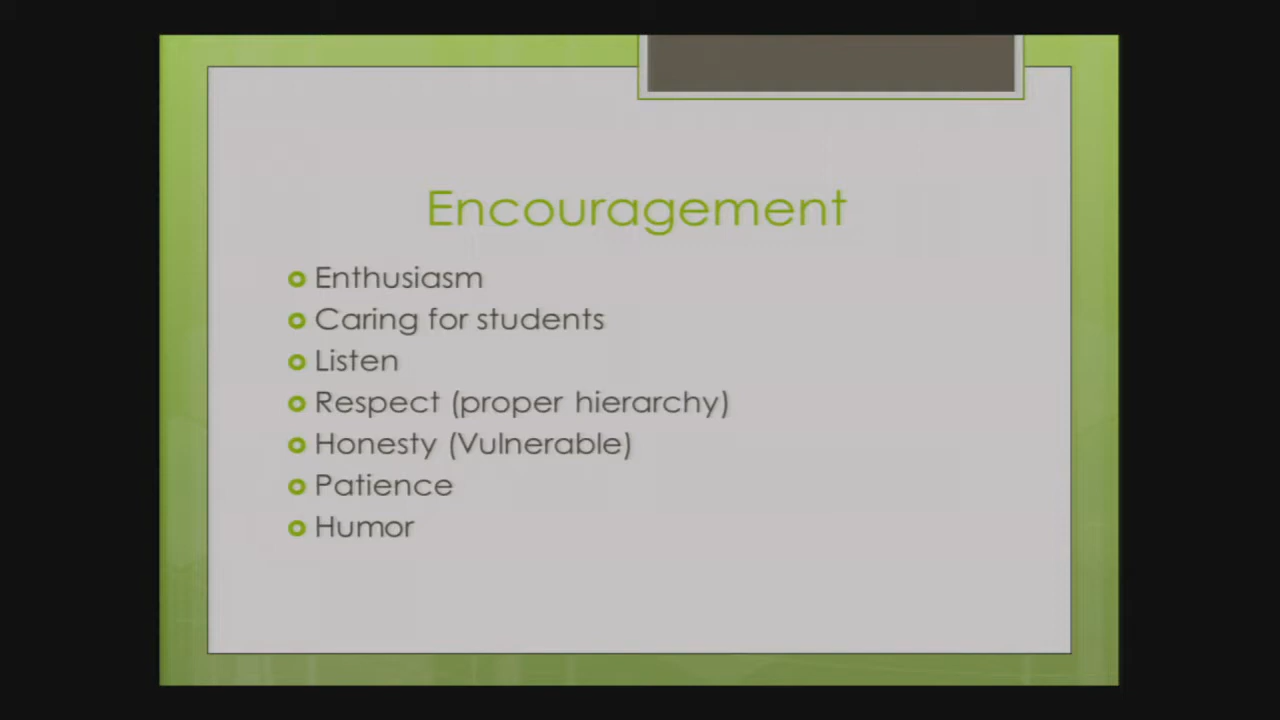 Encouragement
Enthusiasm
Caring for students
Listen
Respect (proper hierarchy)
Honesty (Vulnerable)
Patience
Humor